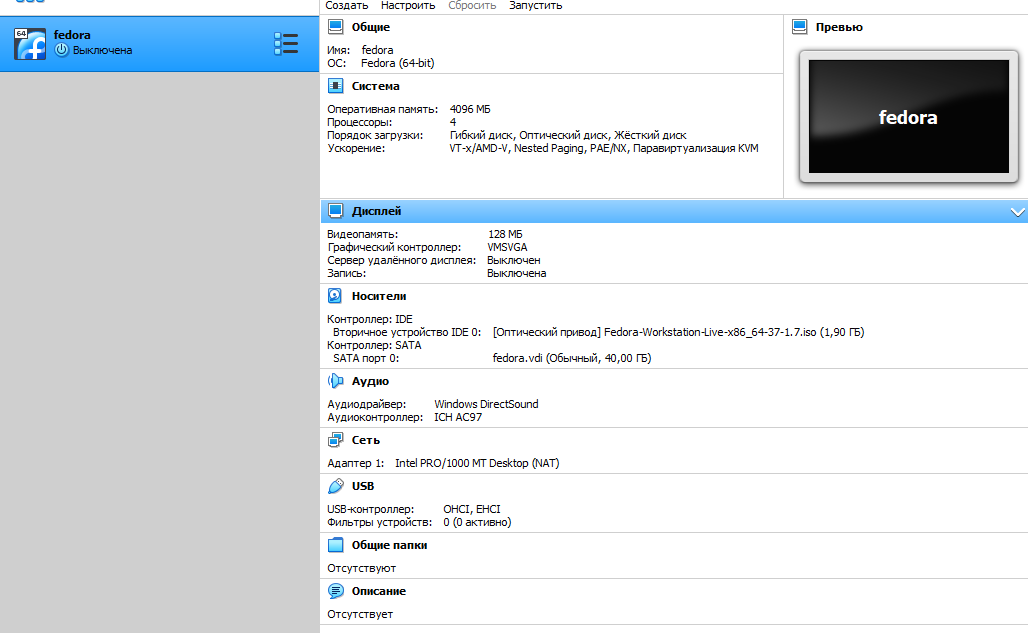 Создать Настроить Сбросить Запустить
64 fedora
Выключена
Общие
Имя: fedora
ОС: Fedora (64-bit)
Превью
fedora
Система
Оперативная память: 4096 МБ
Процессоры: 4
Порядок загрузки: Гибкий диск, Оптический диск, Жёсткий диск
Ускорение: VT-x/AMD-V, Nested Paging, PAE/NX, Паравиртуализация KVM
Дисплей
Видеопамять: 128 МБ
Графический контроллер: VMSVGA
Сервер удалённого дисплея: Выключен
Запись: Выключена
Носители
Контроллер: IDE
Вторичное устройство IDE 0: [Оптический привод] Fedora-Workstation-Live-x86_64-37-1.7.iso (1,90 ГБ)
Контроллер: SATA
SATA порт 0: fedora.vdi (Обычный, 40,00 ГБ)
Аудио
Аудиодрайвер: Windows DirectSound
Аудиоконтроллер: ICH AC97
Сеть
Адаптер 1: Intel PRO/1000 MT Desktop (NAT)
USB
USB-контроллер: OHCI, EHCI
Фильтры устройств: 0 (0 активно)
Общие папки
Отсутствуют
Описание
Отсутствует